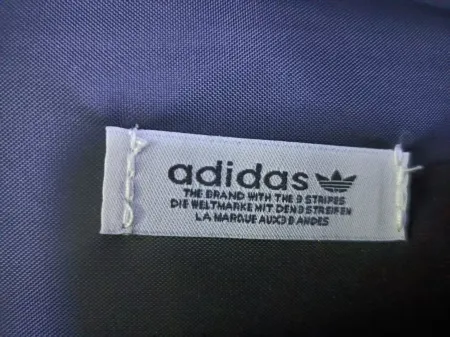 adidas
THE BRAND WITH THE 3 STRIPES
DIE WELTMARKE MIT DEN 3 STREIFEN
LA MARQUE AUX 3 BANDES